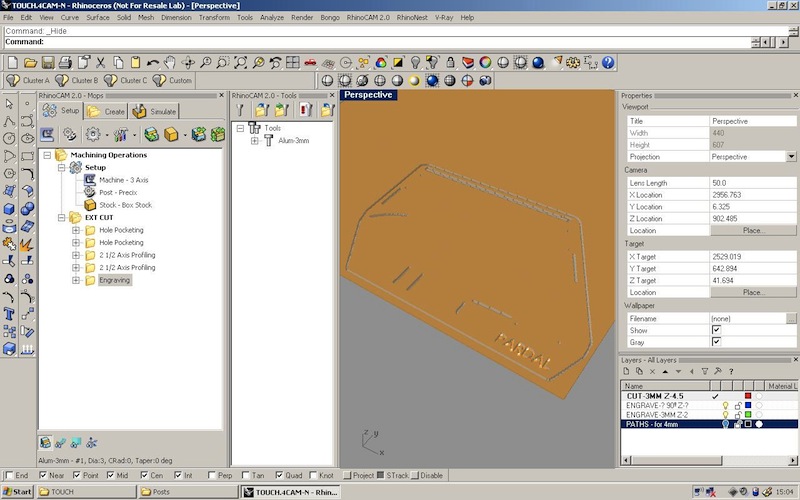 TOUCH.4CAM-N - Rhinoceros (Not For Resale Lab) - [Perspective]
File Edit View Curve Surface Solid Mesh Dimension Transform Tools Analyze Render Bongo RhinoCAM 2.0 RhinoNest V-Ray Help
Command: _Hide
Command:
Cluster A Cluster B Cluster C Custom
RhinoCAM 2.0 - Mops
Setup Create Simulate
Machining Operations
Setup
Machine - 3 Axis
Post - Precix
Stock - Box Stock
EXT CUT
Hole Pocketing
Hole Pocketing
2 1/2 Axis Profiling
2 1/2 Axis Profiling
Engraving
Alum-3mm - #1, Dia:3, CRad:0, Taper:0 deg
RhinoCAM 2.0 - Tools
Tools
Alum-3mm
Perspective
PARDAL
z y
x
Properties
Viewport
Title Perspective
Width 440
Height 607
Projection Perspective
Camera
Lens Length 50.0
X Location 2956.763
Y Location 6.325
Z Location 902.485
Location Place...
Target
X Target 2529.019
Y Target 642.894
Z Target 41.694
Location Place...
Wallpaper
Filename (none) ...
Show
Gray
Layers - All Layers
Name Material L
CUT-3MM Z-4.5
ENGRAVE-? 90º Z-?
ENGRAVE-3MM Z-2
PATHS - for 4mm
End Near Point Mid Cen Int Perp Tan Quad Knot Project STrack Disable
Start TOUCH Posts TOUCH.4CAM-N - Rhin... 15:04